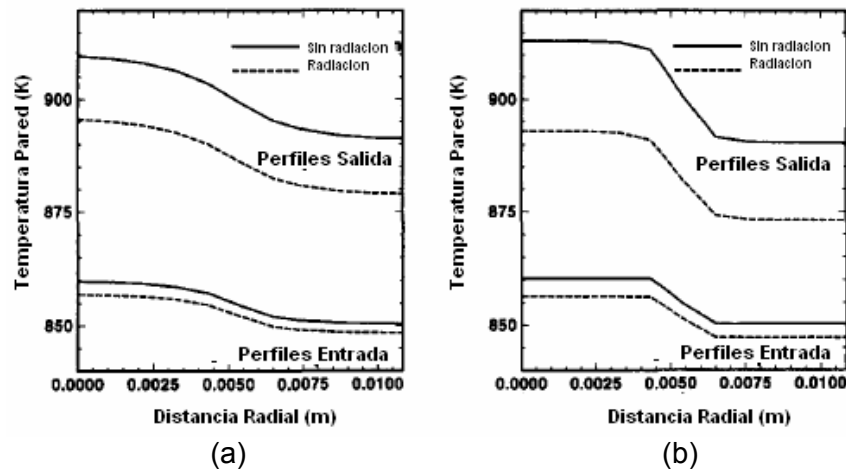 Temperatura Pared (K)
900
875
850
Sin radiacion
Radiacion
Perfiles Salida
Perfiles Entrada
0.0000 0.0025 0.0050 0.0075 0.0100
Distancia Radial (m)
(a)
Temperatura Pared (K)
900
875
850
Sin radiacion
Radiacion
Perfiles Salida
Perfiles Entrada
0.0000 0.0025 0.0050 0.0075 0.0100
Distancia Radial (m)
(b)